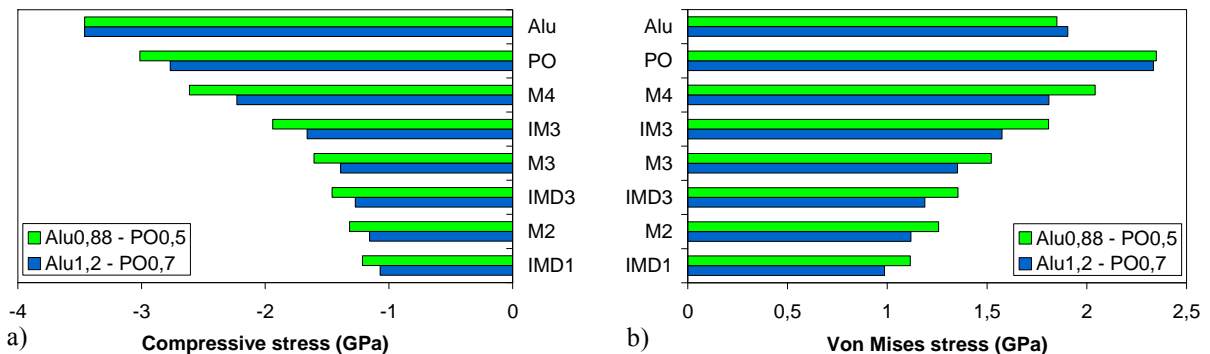 Alu
PO
M4
IM3
M3
IMD3
M2
IMD1
Alu0,88 - PO0,5
Alu1,2 - PO0,7
-4 -3 -2 -1 0
a) Compressive stress (GPa)
Alu
PO
M4
IM3
M3
IMD3
M2
IMD1
Alu0,88 - PO0,5
Alu1,2 - PO0,7
0 0,5 1 1,5 2 2,5
b) Von Mises stress (GPa)